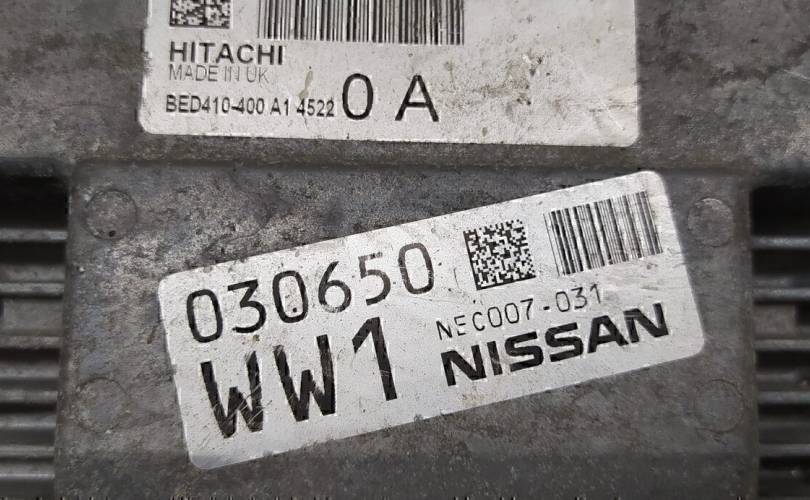 HITACHI
MADE IN UK
BED410-400 A1 4522 0 A
030650
WW1
NEC007-031
NISSAN